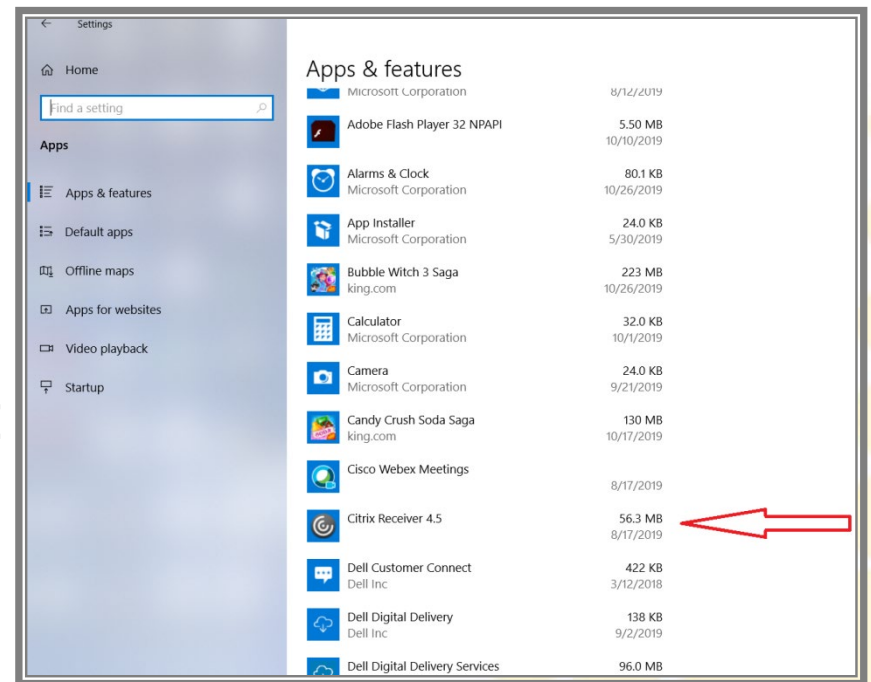 Settings
Home
Find a setting
Apps
Apps & features
Default apps
Offline maps
Apps for websites
Video playback
Startup
Apps & features
Microsoft Corporation 8/12/2019
Adobe Flash Player 32 NPAPI 5.50 MB
10/10/2019
Alarms & Clock 80.1 KB
Microsoft Corporation 10/26/2019
App Installer 24.0 KB
Microsoft Corporation 5/30/2019
Bubble Witch 3 Saga 223 MB
king.com 10/26/2019
Calculator 32.0 KB
Microsoft Corporation 10/1/2019
Camera 24.0 KB
Microsoft Corporation 9/21/2019
Candy Crush Soda Saga 130 MB
king.com 10/17/2019
Cisco Webex Meetings
8/17/2019
Citrix Receiver 4.5 56.3 MB
8/17/2019
Dell Customer Connect 422 KB
Dell Inc 3/12/2018
Dell Digital Delivery 138 KB
Dell Inc 9/2/2019
Dell Digital Delivery Services 96.0 MB